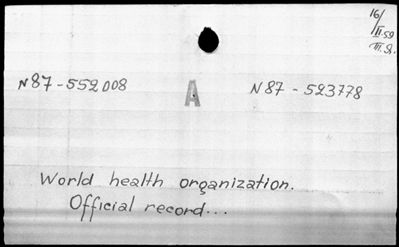 16/
II.59
N87-552008 A N87-523778
World health organization.
Official record...